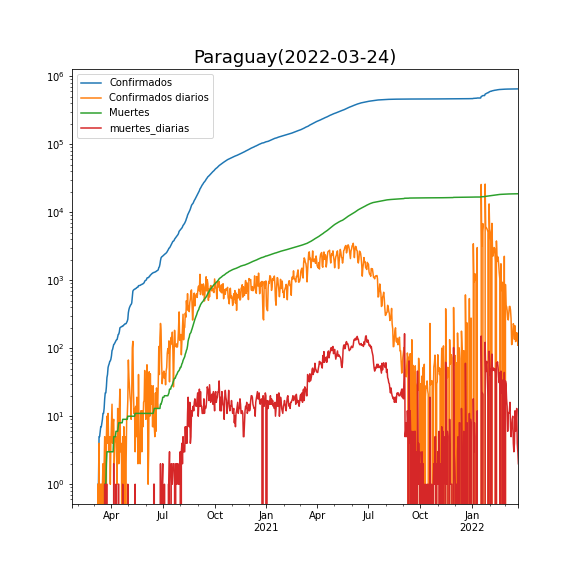 Paraguay(2022-03-24)
Confirmados
Confirmados diarios
Muertes
muertes_diarias
10^6
10^5
10^4
10^3
10^2
10^1
10^0
Apr Jul Oct Jan Apr Jul Oct Jan
2021 2022